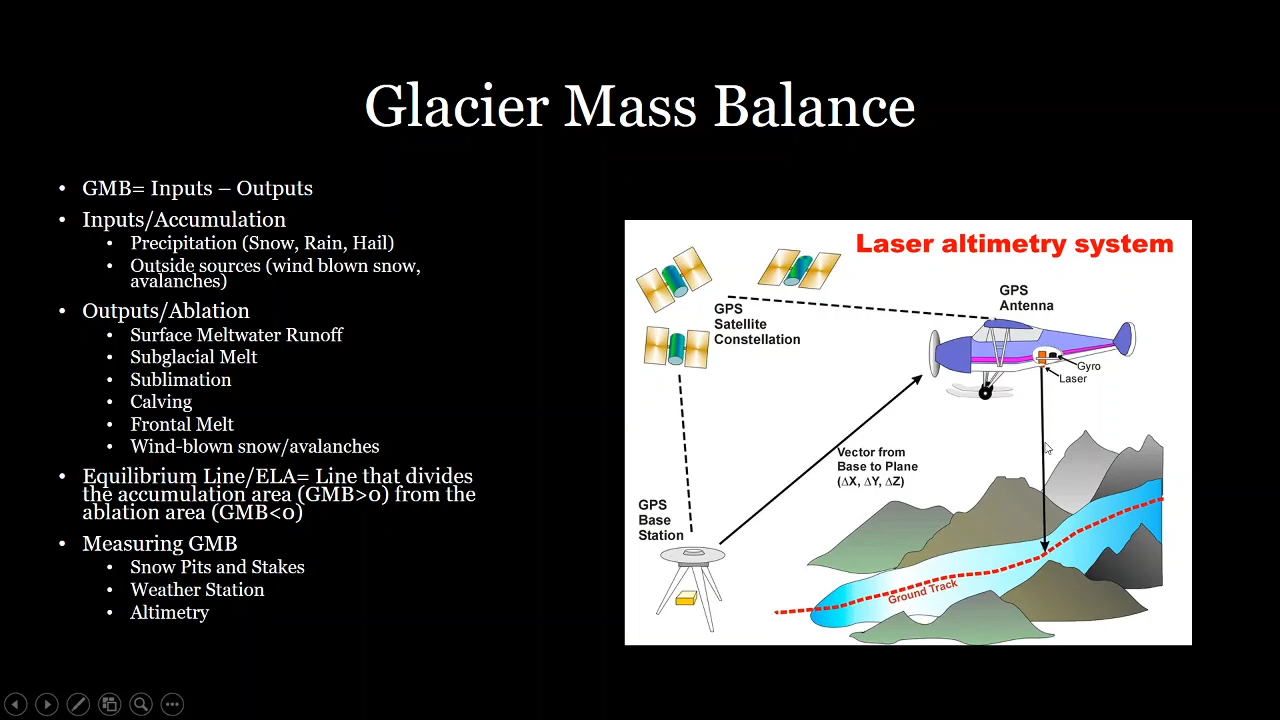 Glacier Mass Balance
• GMB= Inputs – Outputs
• Inputs/Accumulation
• Precipitation (Snow, Rain, Hail)
• Outside sources (wind blown snow,
avalanches)
• Outputs/Ablation
• Surface Meltwater Runoff
• Subglacial Melt
• Sublimation
• Calving
• Frontal Melt
• Wind-blown snow/avalanches
• Equilibrium Line/ELA= Line that divides
the accumulation area (GMB>0) from the
ablation area (GMB<0)
• Measuring GMB
• Snow Pits and Stakes
• Weather Station
• Altimetry
Laser altimetry system
GPS
Antenna
GPS
Satellite
Constellation
Gyro
Laser
Vector from
Base to Plane
(ΔX, ΔY, ΔZ)
GPS
Base
Station
Ground Track